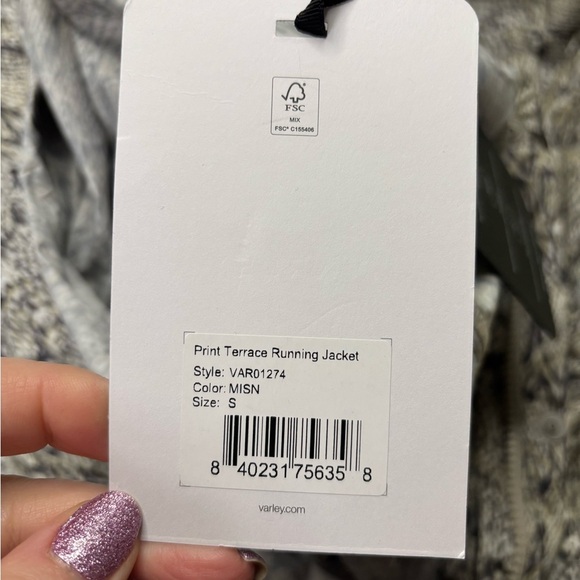 FSC
MIX
FSC® C155406
Print Terrace Running Jacket
Style: VAR01274
Color: MISN
Size: S
8 40231 75635 8
varley.com